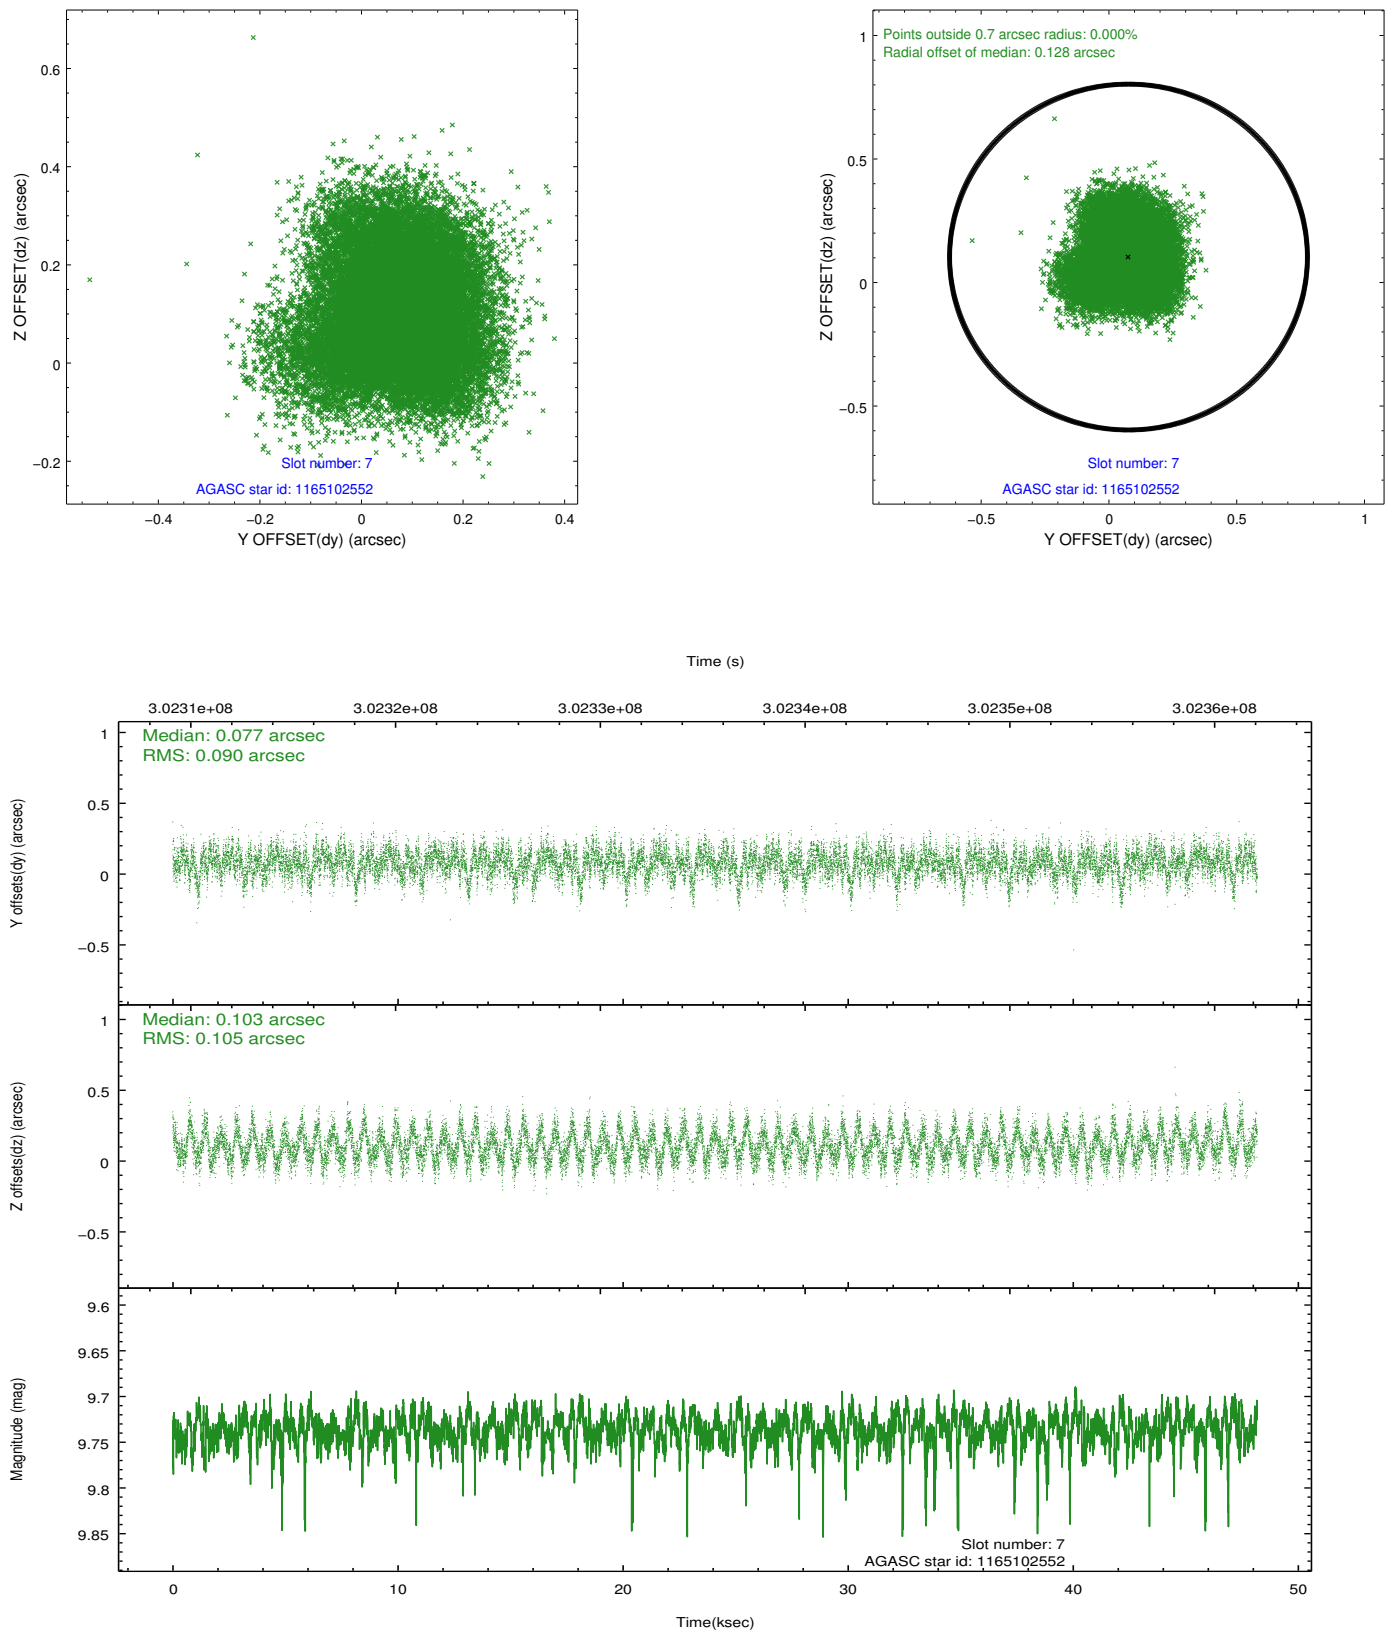 0.6
0.4
0.2
0
−0.2
Z OFFSET(dz) (arcsec)
Slot number: 7
AGASC star id: 1165102552
−0.4
−0.2
0
0.2
0.4
Y OFFSET(dy) (arcsec)
Points outside 0.7 arcsec radius: 0.000%
Radial offset of median: 0.128 arcsec
1
0.5
0
−0.5
Z OFFSET(dz) (arcsec)
Slot number: 7
AGASC star id: 1165102552
−0.5
0
0.5
1
Y OFFSET(dy) (arcsec)
Time (s)
3.0231e+08
3.0232e+08
3.0233e+08
3.0234e+08
3.0235e+08
3.0236e+08
Median: 0.077 arcsec
RMS: 0.090 arcsec
1
0.5
0
−0.5
Y offsets(dy) (arcsec)
Median: 0.103 arcsec
RMS: 0.105 arcsec
1
0.5
0
−0.5
Z offsets(dz) (arcsec)
9.6
9.65
9.7
9.75
9.8
9.85
Magnitude (mag)
Slot number: 7
AGASC star id: 1165102552
0
10
20
30
40
50
Time(ksec)